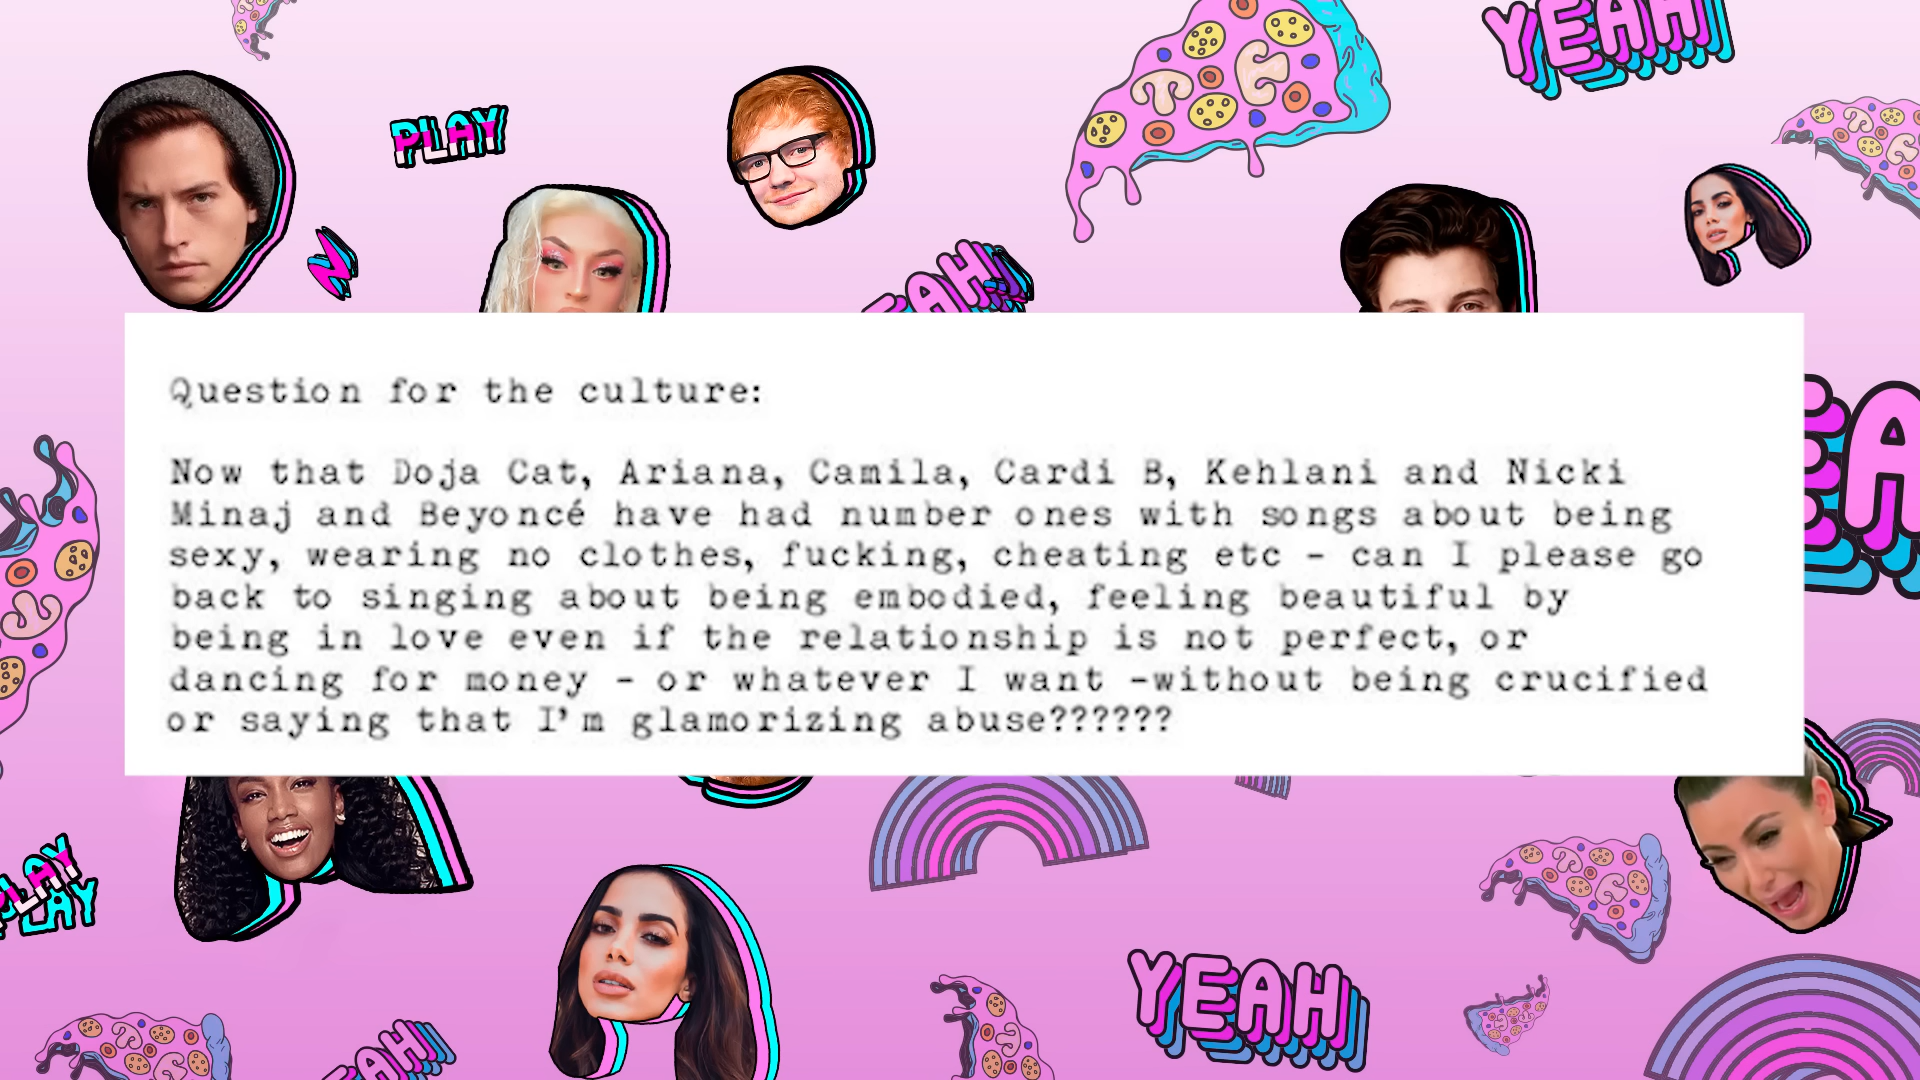 YEAH
PLAY
EAH!
Question for the culture:
Now that Doja Cat, Ariana, Camila, Cardi B, Kehlani and Nicki
Minaj and Beyoncé have had number ones with songs about being
sexy, wearing no clothes, fucking, cheating etc - can I please go
back to singing about being embodied, feeling beautiful by
being in love even if the relationship is not perfect, or
dancing for money - or whatever I want -without being crucified
or saying that I'm glamorizing abuse??????
EA
PLAY
PLAY
YEAH
EAH!